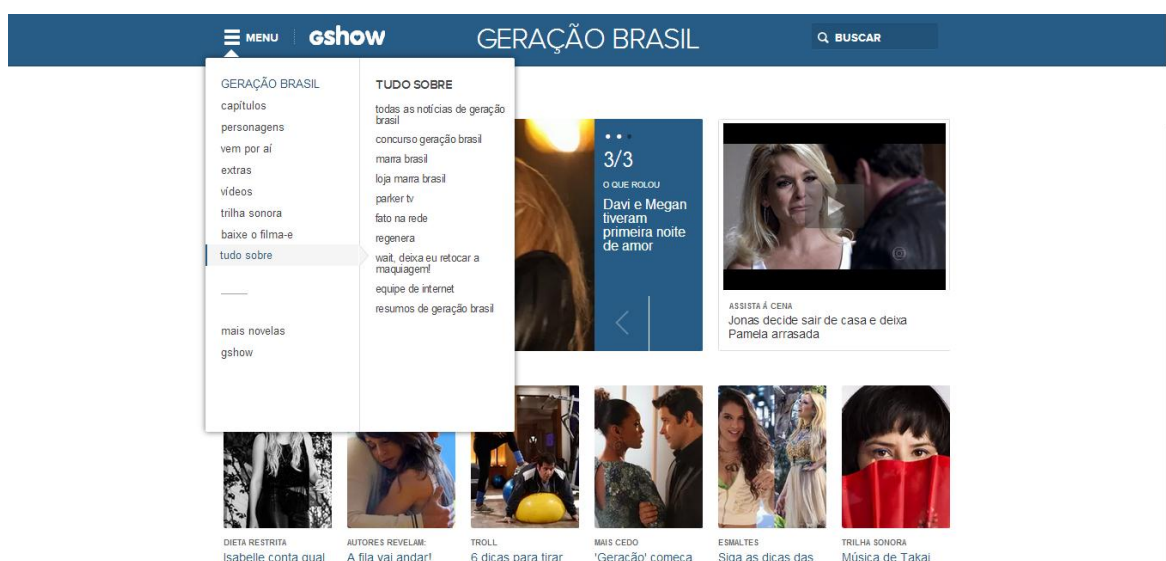 MENU
gshow
GERAÇÃO BRASIL
BUSCAR
GERAÇÃO BRASIL
capítulos
personagens
vem por aí
extras
vídeos
trilha sonora
baixe o filma-e
tudo sobre
mais novelas
gshow
TUDO SOBRE
todas as notícias de geração
brasil
concurso geração brasil
marra brasil
loja marra brasil
parker tv
fato na rede
regenera
wait, deixa eu retocar a
maquiagem!
equipe de internet
resumos de geração brasil
3/3
O QUE ROLOU
Davi e Megan
tiveram
primeira noite
de amor
ASSISTA Á CENA
Jonas decide sair de casa e deixa
Pamela arrasada
DIETA RESTRITA
Isabelle conta qual
AUTORES REVELAM:
A fila vai andar!
TROLL
6 dicas para tirar
MAIS CEDO
'Geração' começa
ESMALTES
Siga as dicas das
TRILHA SONORA
Música de Takai